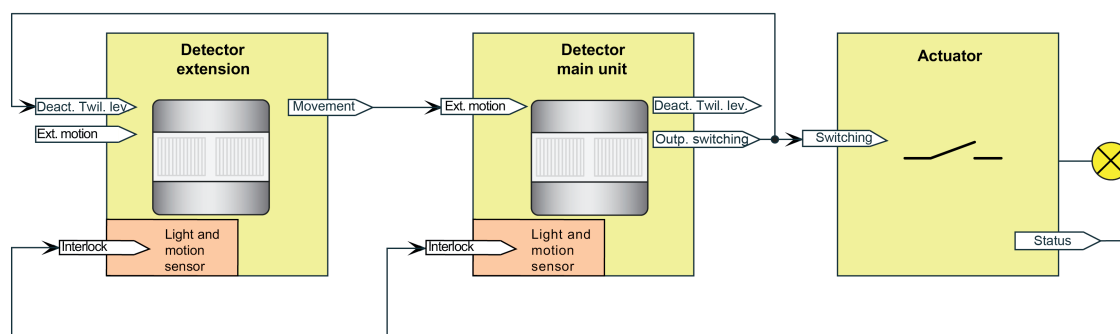 Detector
extension
Deact. Twil. lev
Ext. motion
Movement
Interlock
Light and
motion
sensor
Detector
main unit
Ext. motion
Deact. Twil. lev.
Outp. switching
Interlock
Light and
motion
sensor
Actuator
Switching
Status